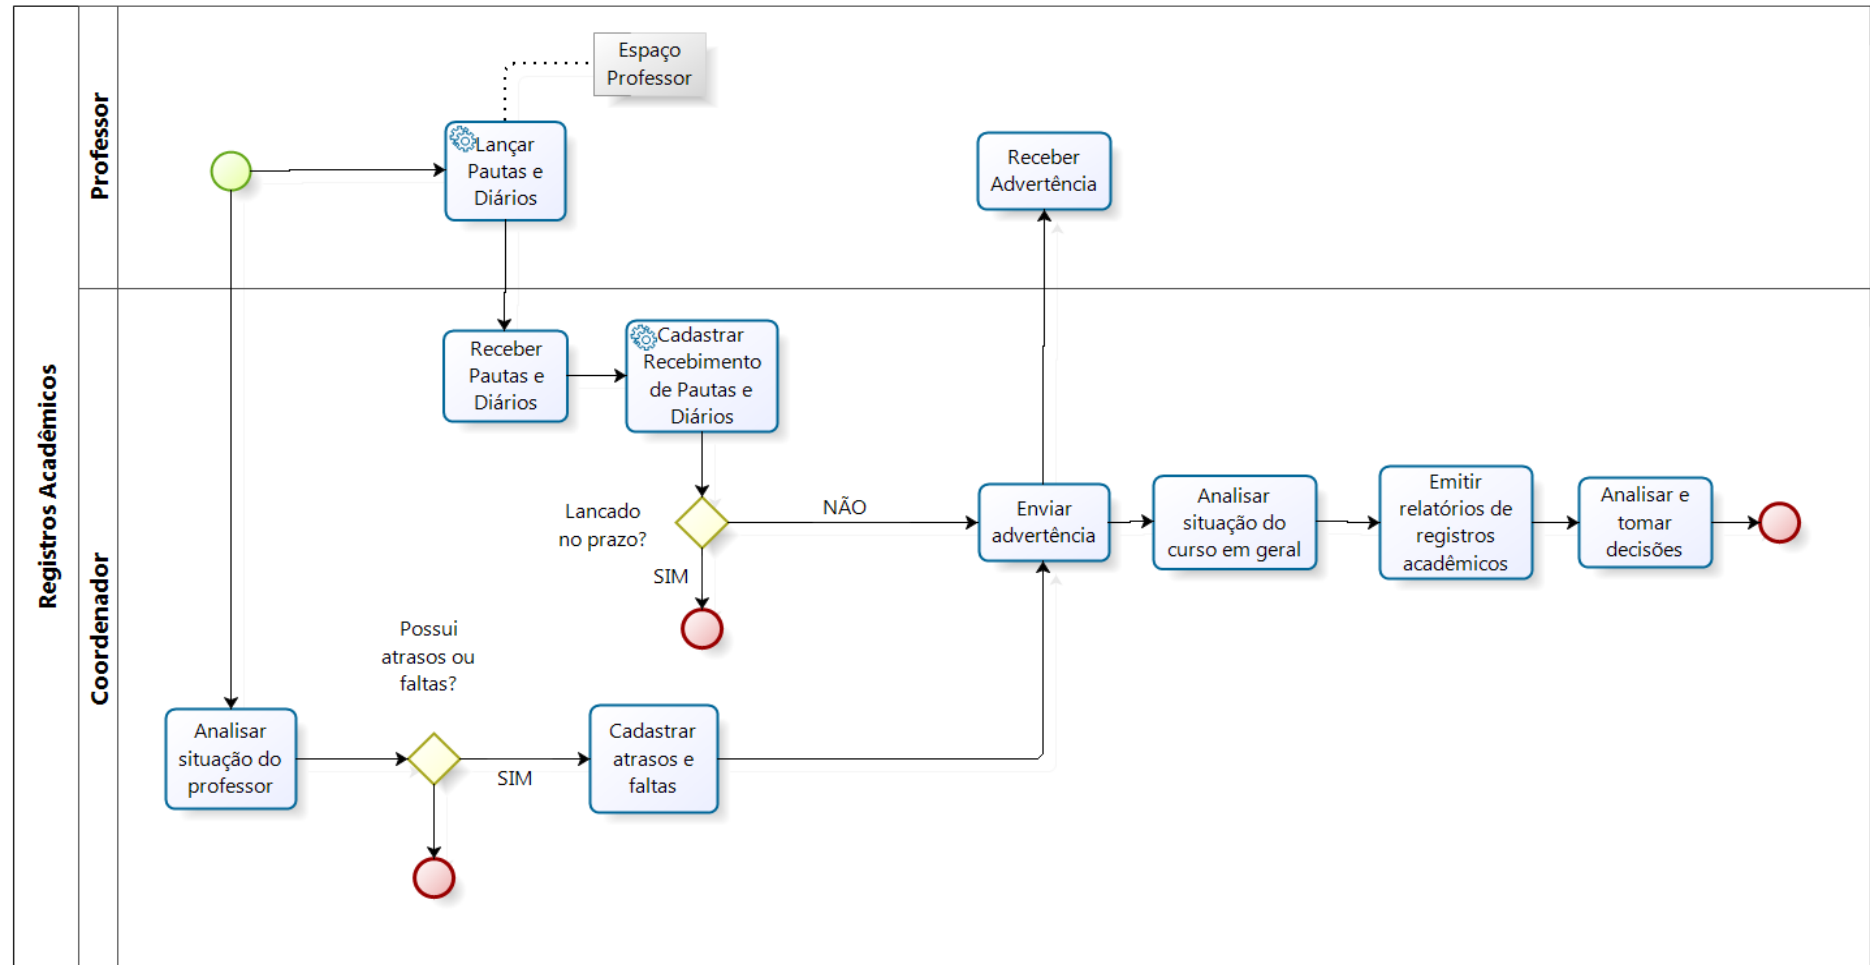 Registros Acadêmicos
Professor
Espaço
Professor
Lançar
Pautas e
Diários
Receber
Advertência
Coordenador
Receber
Pautas e
Diários
Cadastrar
Recebimento
de Pautas e
Diários
Lancado
no prazo?
NÃO
SIM
Enviar
advertência
Analisar
situação do
curso em geral
Emitir
relatórios de
registros
acadêmicos
Analisar e
tomar
decisões
Analisar
situação do
professor
Possui
atrasos ou
faltas?
SIM
Cadastrar
atrasos e
faltas